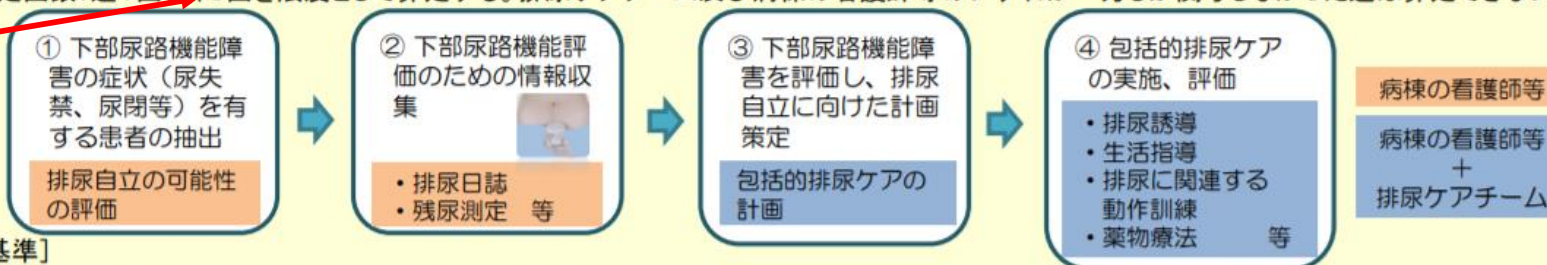 ① 下部尿路機能障
害の症状（尿失
禁、尿閉等）を有
する患者の抽出
排尿自立の可能性
の評価
② 下部尿路機能評
価のための情報収
集
・排尿日誌
・残尿測定　等
③ 下部尿路機能障
害を評価し、排尿
自立に向けた計画
策定
包括的排尿ケアの
計画
④ 包括的排尿ケア
の実施、評価
・排尿誘導
・生活指導
・排尿に関連する
動作訓練
・薬物療法　　等
病棟の看護師等
病棟の看護師等
＋
排尿ケアチーム
基準]